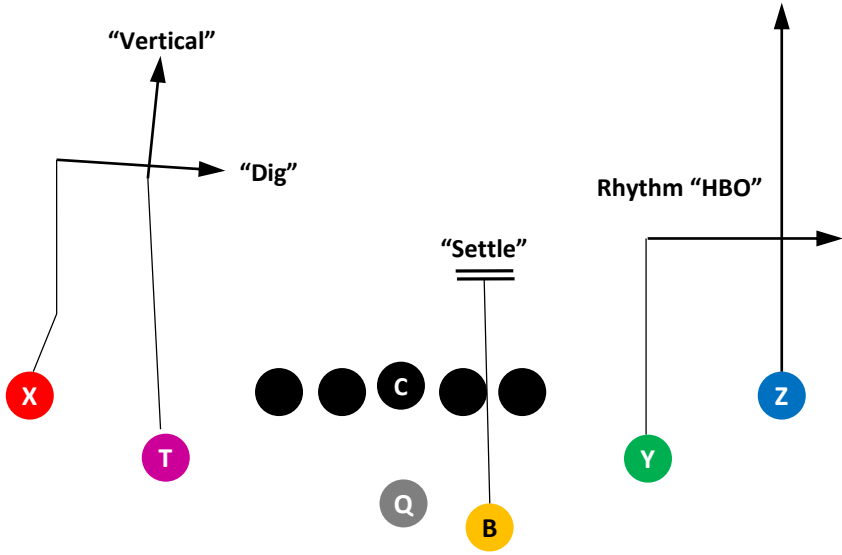 “Vertical”
“Dig”
Rhythm “HBO”
“Settle”
X
C
Z
T
Y
Q
B